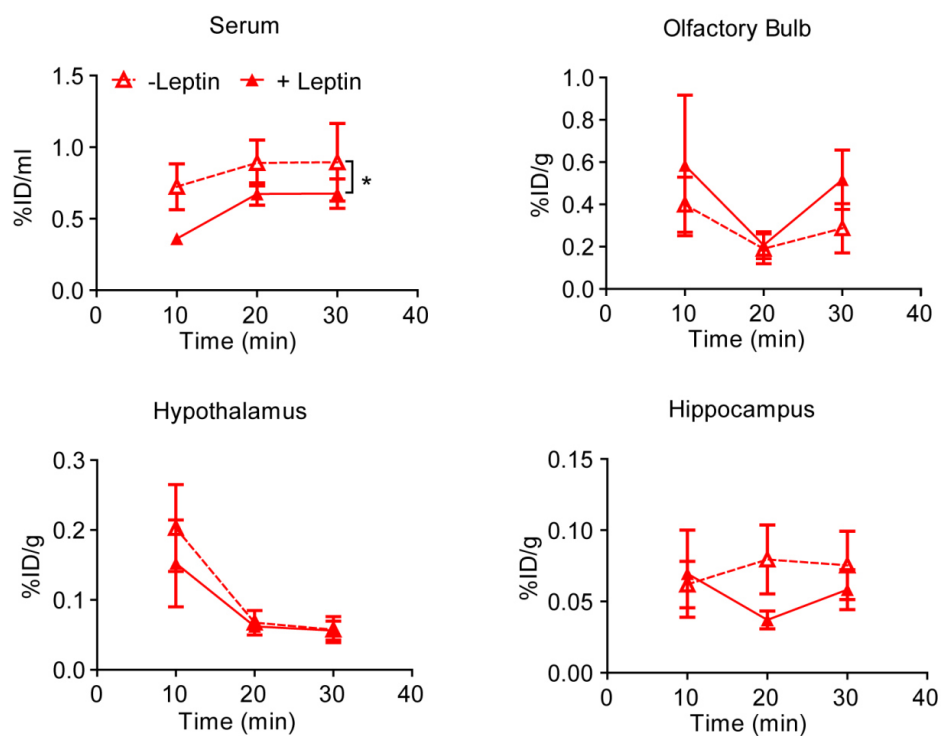 Serum
-Leptin + Leptin
%ID/ml
1.5
1.0
0.5
0.0
*
0 10 20 30 40
Time (min)
Olfactory Bulb
%ID/g
1.0
0.8
0.6
0.4
0.2
0.0
0 10 20 30 40
Time (min)
Hypothalamus
%ID/g
0.3
0.2
0.1
0.0
0 10 20 30 40
Time (min)
Hippocampus
%ID/g
0.15
0.10
0.05
0.00
0 10 20 30 40
Time (min)